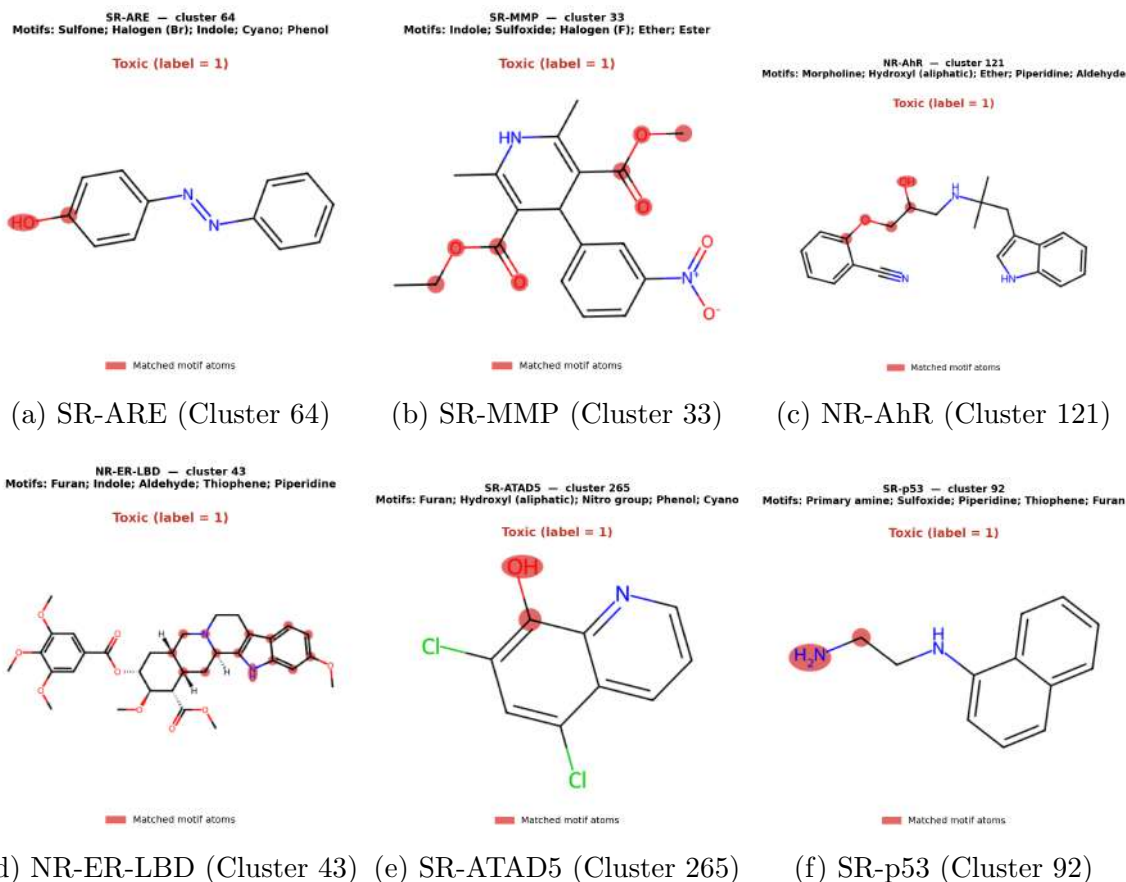 SR-ARE — cluster 64
Motifs: Sulfone; Halogen (Br); Indole; Cyano; Phenol
Toxic (label = 1)
HO
N
N
Matched motif atoms
(a) SR-ARE (Cluster 64)
SR-MMP — cluster 33
Motifs: Indole; Sulfoxide; Halogen (F); Ether; Ester
Toxic (label = 1)
HN
O
O
O
O
O
N+
O-
Matched motif atoms
(b) SR-MMP (Cluster 33)
NR-AhR — cluster 121
Motifs: Morpholine; Hydroxyl (aliphatic); Ether; Piperidine; Aldehyde
Toxic (label = 1)
OH
H
N
N
HN
Matched motif atoms
(c) NR-AhR (Cluster 121)
NR-ER-LBD — cluster 43
Motifs: Furan; Indole; Aldehyde; Thiophene; Piperidine
Toxic (label = 1)
O
O
O
O
O
H
N
H
H
O
O
O
O
Matched motif atoms
d) NR-ER-LBD (Cluster 43)
SR-ATAD5 — cluster 265
Motifs: Furan; Hydroxyl (aliphatic); Nitro group; Phenol; Cyano
Toxic (label = 1)
OH
N
Cl
Cl
Matched motif atoms
(e) SR-ATAD5 (Cluster 265)
SR-p53 — cluster 92
Motifs: Primary amine; Sulfoxide; Piperidine; Thiophene; Furan
Toxic (label = 1)
H2N
H
N
Matched motif atoms
(f) SR-p53 (Cluster 92)